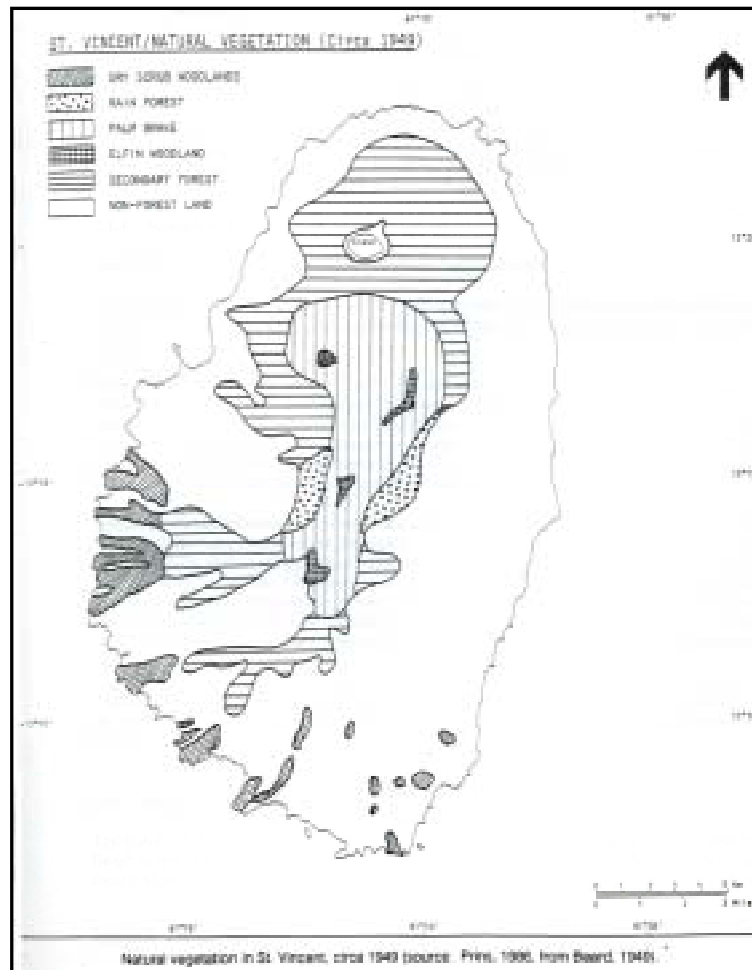 ST. VINCENT/NATURAL VEGETATION (Circa 1949)
DRY SCRUB WOODLANDS
RAIN FOREST
PALM BRAKE
ELFIN WOODLAND
SECONDARY FOREST
NON-FOREST LAND
Natural vegetation in St. Vincent, circa 1949 (source: Prins, 1986, from Beard, 1949).